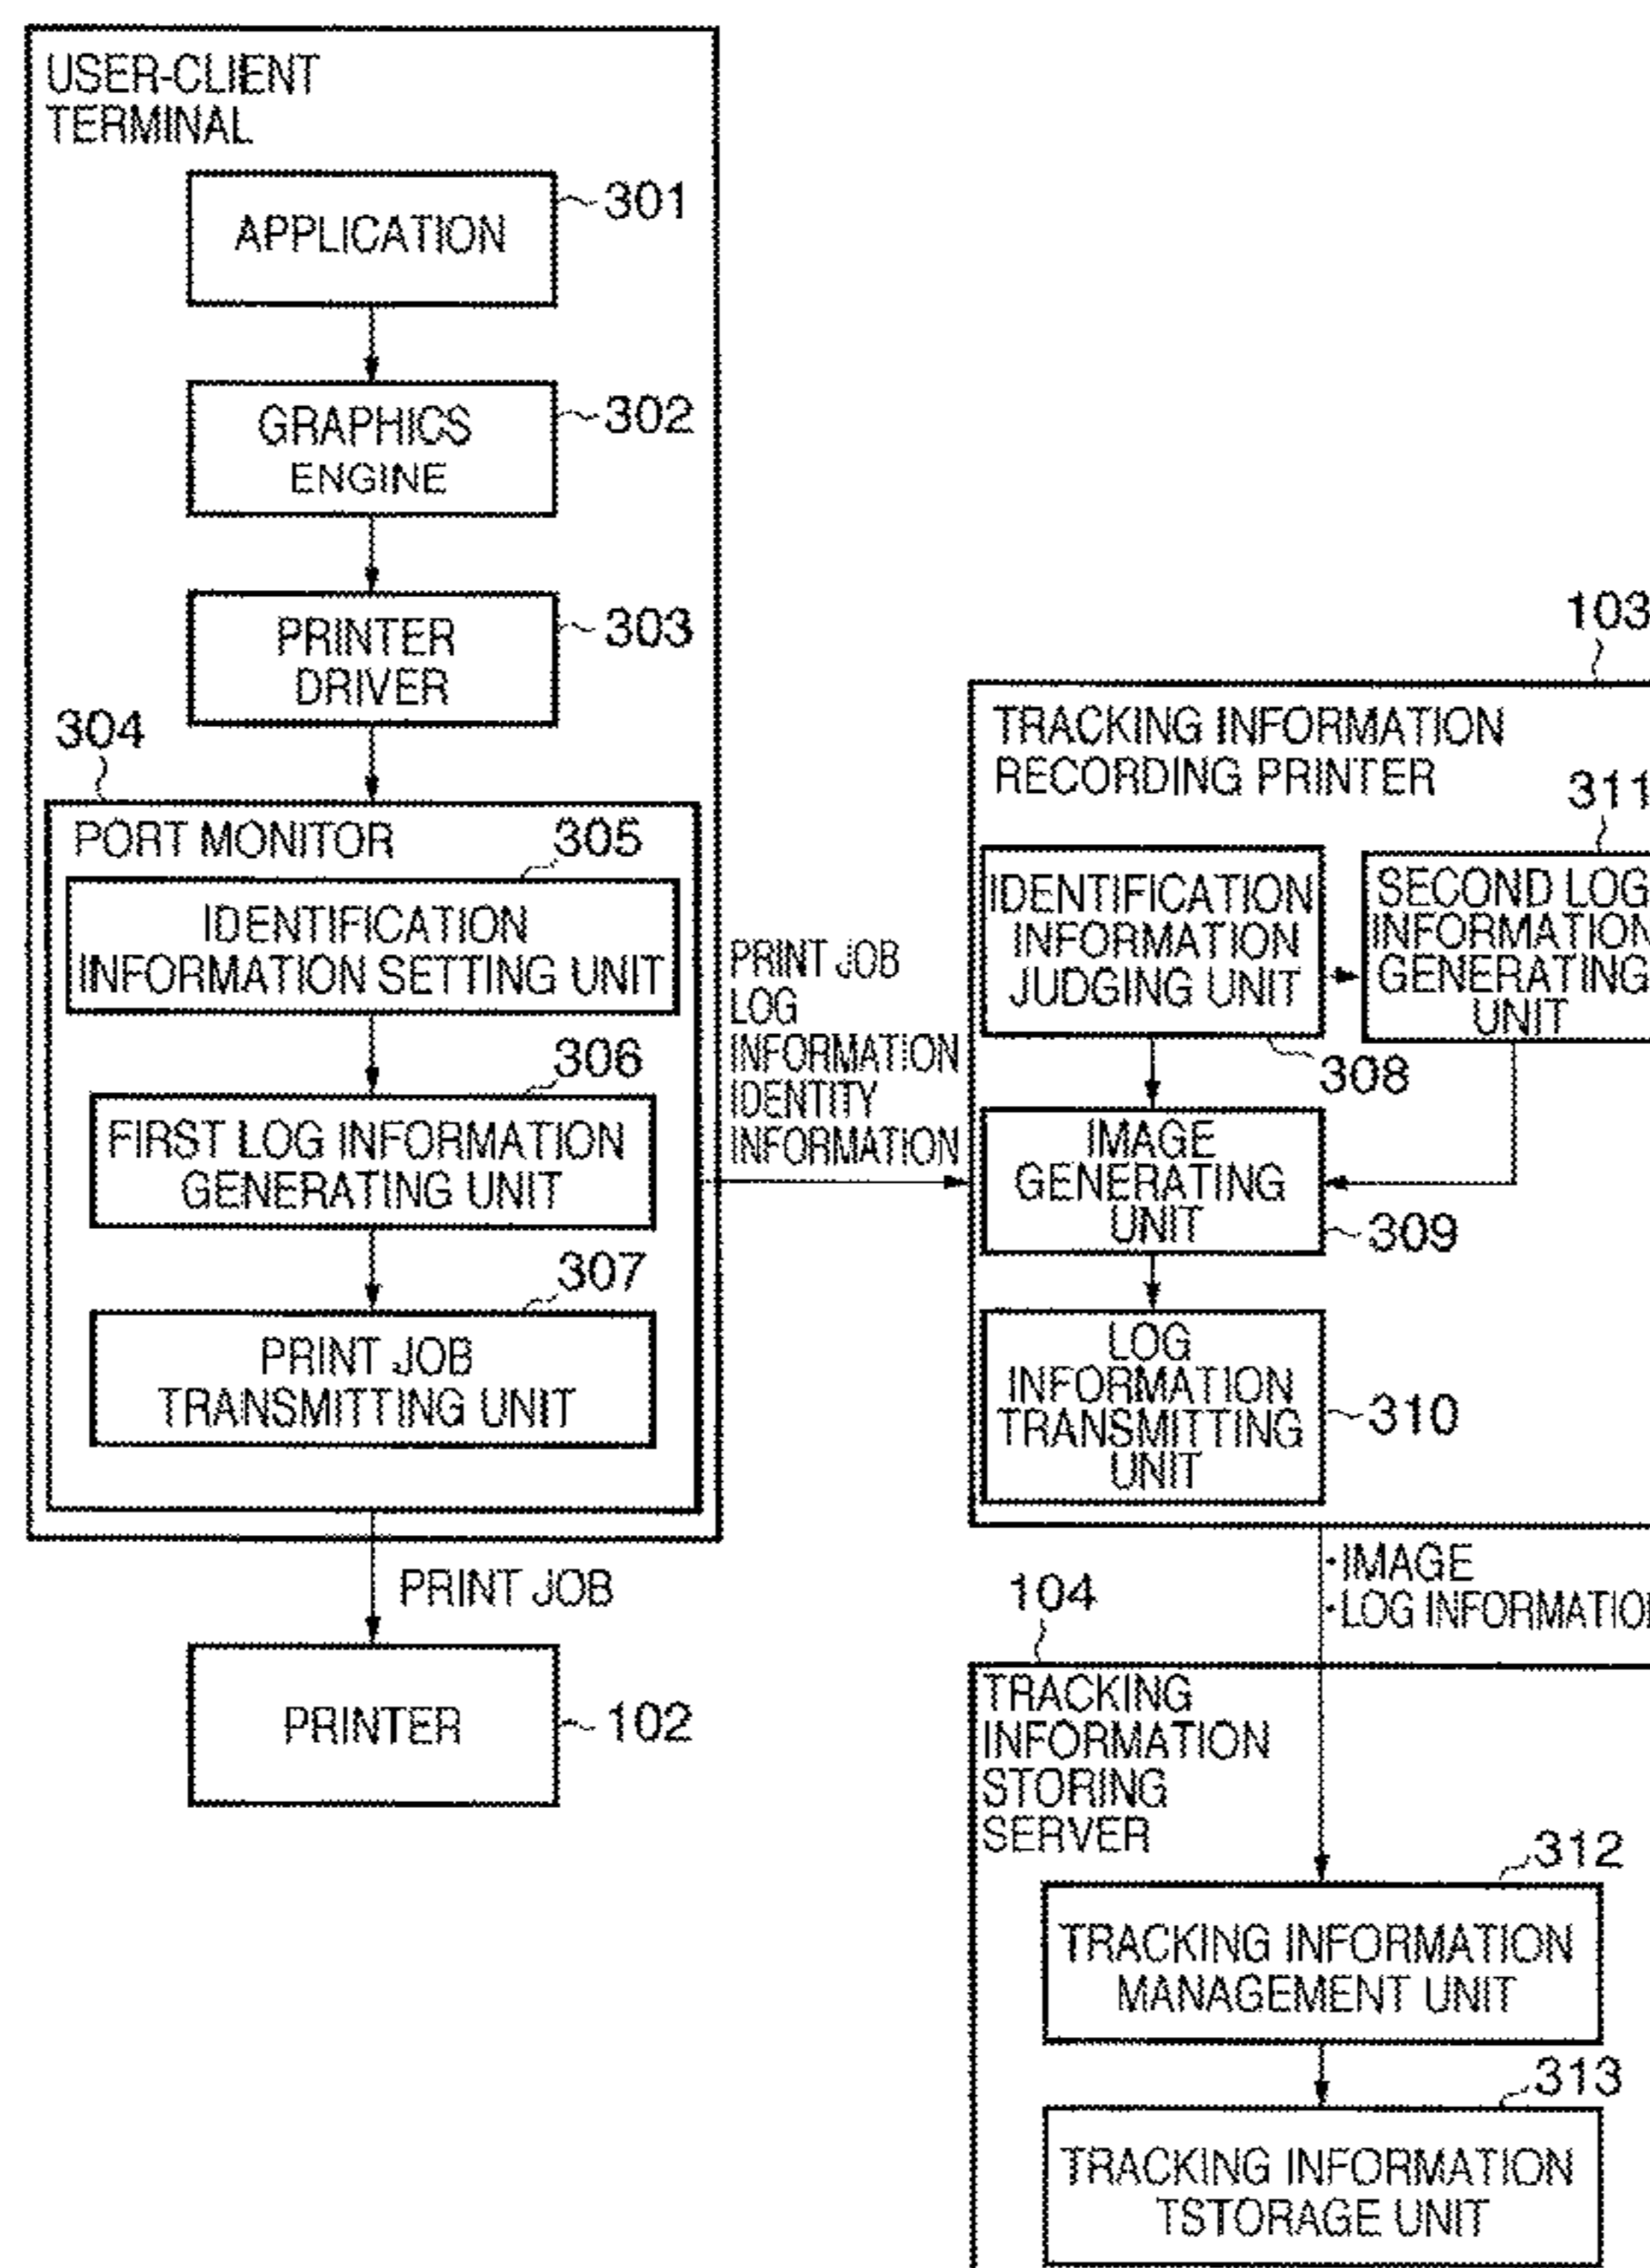 USER-CLIENT
TERMINAL
301
APPLICATION
302
GRAPHICS
ENGINE
303
PRINTER
DRIVER
304
PORT MONITOR
305
IDENTIFICATION
INFORMATION SETTING UNIT
306
FIRST LOG INFORMATION
GENERATING UNIT
307
PRINT JOB
TRANSMITTING UNIT
PRINT JOB
PRINTER
102
PRINT JOB
LOG
INFORMATION
IDENTITY
INFORMATION
103
TRACKING INFORMATION
RECORDING PRINTER
311
IDENTIFICATION
INFORMATION
JUDGING UNIT
308
SECOND LOG
INFORMATION
GENERATING
UNIT
IMAGE
GENERATING
UNIT
309
LOG
INFORMATION
TRANSMITTING
UNIT
310
・IMAGE
・LOG INFORMATION
104
TRACKING
INFORMATION
STORING
SERVER
312
TRACKING INFORMATION
MANAGEMENT UNIT
313
TRACKING INFORMATION
TSTORAGE UNIT